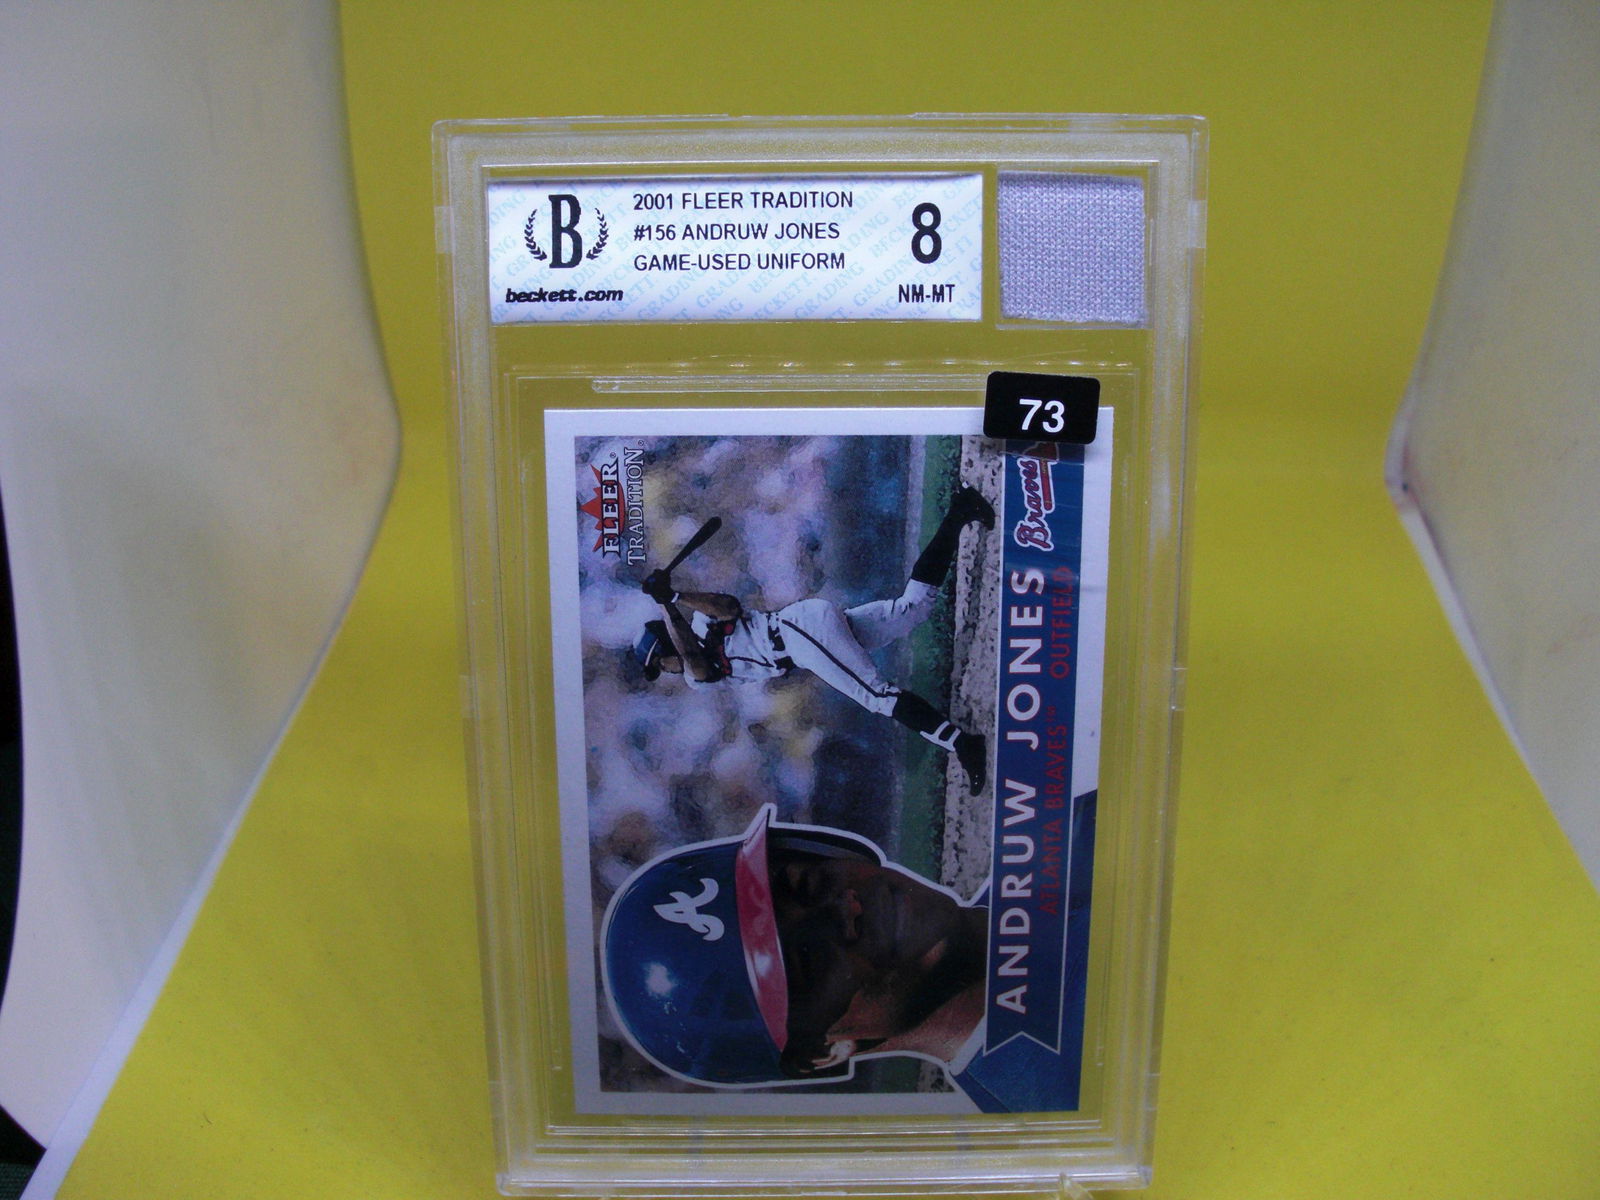 B
beckett.com
2001 FLEER TRADITION
#156 ANDRUW JONES
GAME-USED UNIFORM
8
NM-MT
73
FLEER®
TRADITION®
Braves
ANDRUW JONES
ATLANTA BRAVES™ OUTFIELD
A